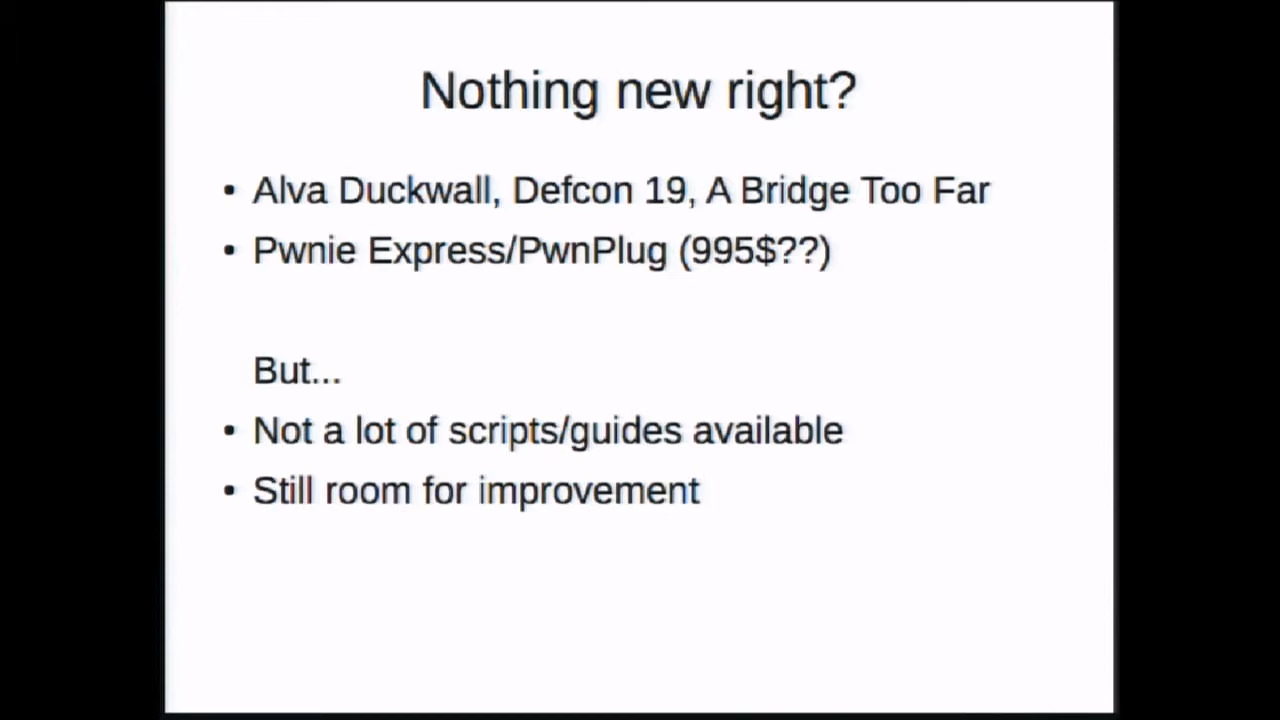 Nothing new right?
• Alva Duckwall, Defcon 19, A Bridge Too Far
• Pwnie Express/PwnPlug (995$??)
But...
• Not a lot of scripts/guides available
• Still room for improvement